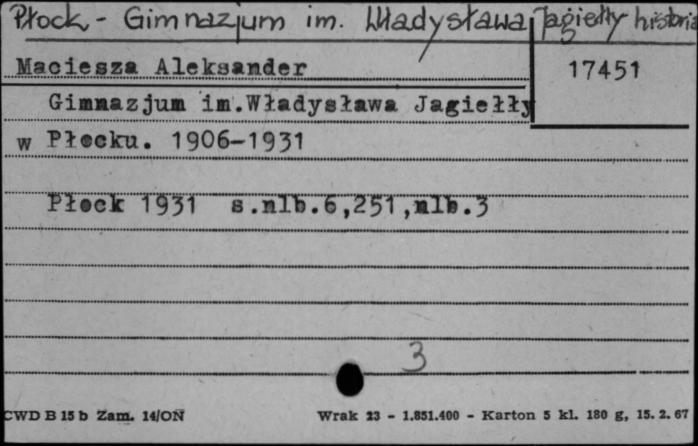 Płock - Gimnazjum im. Władysława Jagiełły historia
Maciesza Aleksander
17451
Gimnazjum im.Władysława Jagiełły
w Płocku. 1906-1931
Płock 1931 s.nlb.6,251,nlb.3
3
CWD B 15 b Zam. 14/ON
Wrak 23 - 1.851.400 - Karton 5 kl. 180 g, 15. 2. 67